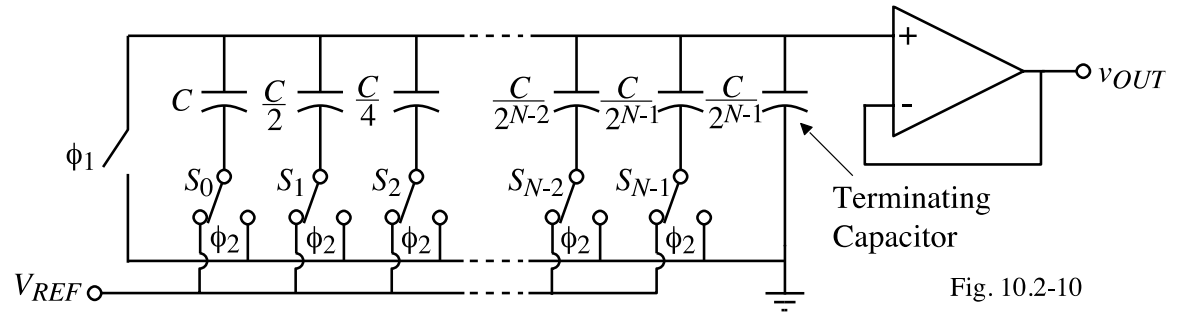 +
-
v_OUT
C
C/2
C/4
C/2^{N-2}
C/2^{N-1}
C/2^{N-1}
ϕ₁
S₀
S₁
S₂
S_{N-2}
S_{N-1}
ϕ₂
ϕ₂
ϕ₂
ϕ₂
ϕ₂
Terminating
Capacitor
V_REF
Fig. 10.2-10